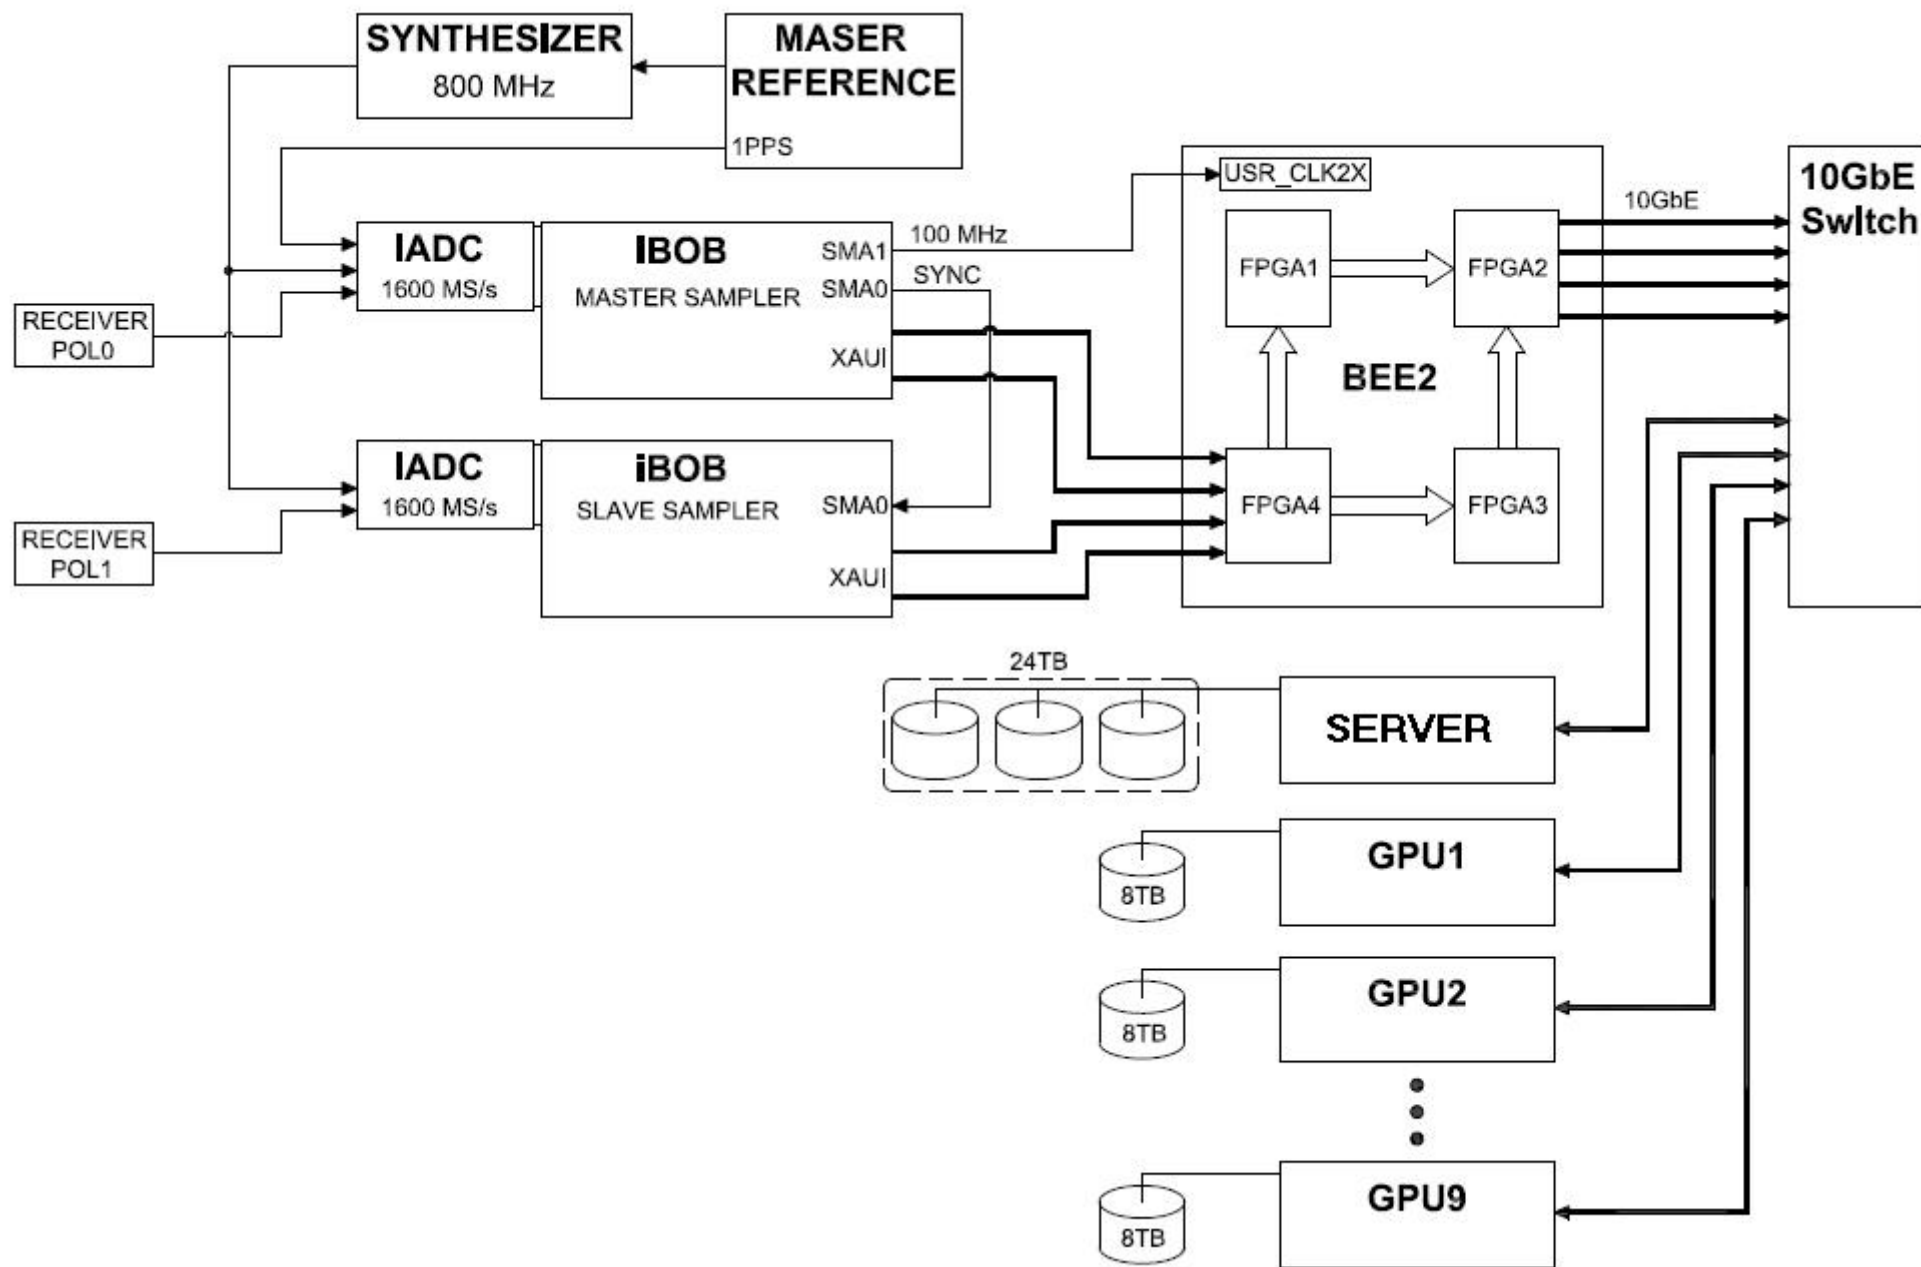 SYNTHESIZER
800 MHz
MASER
REFERENCE
1PPS
USR_CLK2X
10GbE
10GbE
SwItch
IADC
1600 MS/s
IBOB
MASTER SAMPLER
SMA1
SMA0
XAUI
100 MHz
SYNC
RECEIVER
POL0
FPGA1
FPGA2
BEE2
FPGA4
FPGA3
IADC
1600 MS/s
iBOB
SLAVE SAMPLER
SMA0
XAUI
RECEIVER
POL1
24TB
SERVER
GPU1
8TB
GPU2
8TB
GPU9
8TB